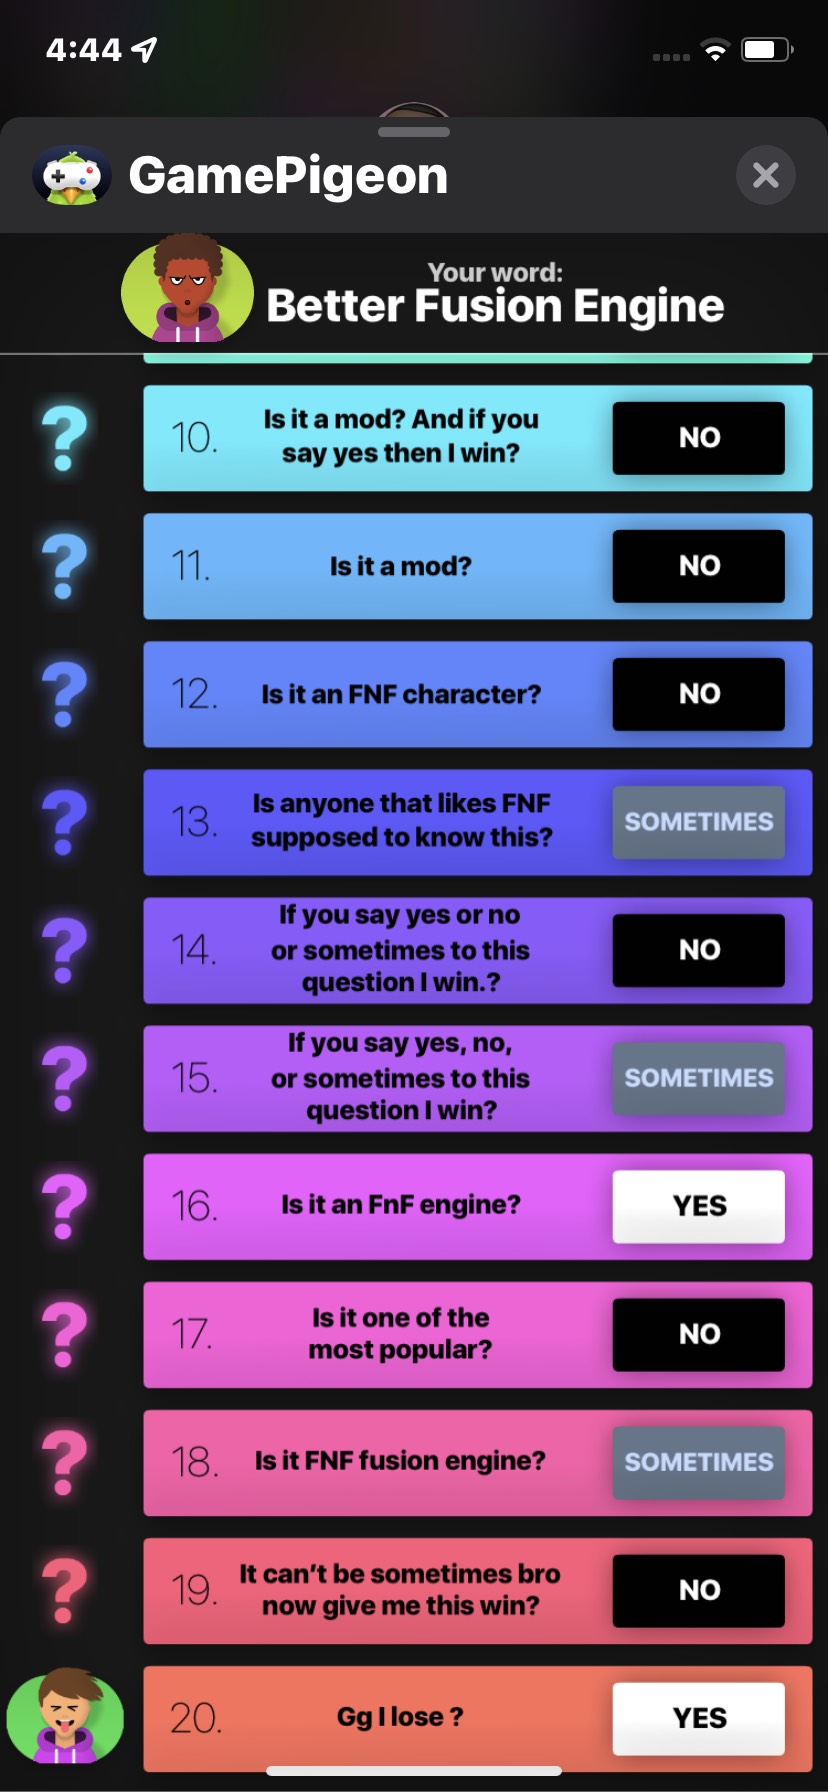 4:44
GamePigeon
Your word:
Better Fusion Engine
10.
Is it a mod? And if you
say yes then I win?
NO
11.
Is it a mod?
NO
12.
Is it an FNF character?
NO
13.
Is anyone that likes FNF
supposed to know this?
SOMETIMES
14.
If you say yes or no
or sometimes to this
question I win.?
NO
15.
If you say yes, no,
or sometimes to this
question I win?
SOMETIMES
16.
Is it an FnF engine?
YES
17.
Is it one of the
most popular?
NO
18.
Is it FNF fusion engine?
SOMETIMES
19.
It can’t be sometimes bro
now give me this win?
NO
20.
Gg I lose ?
YES